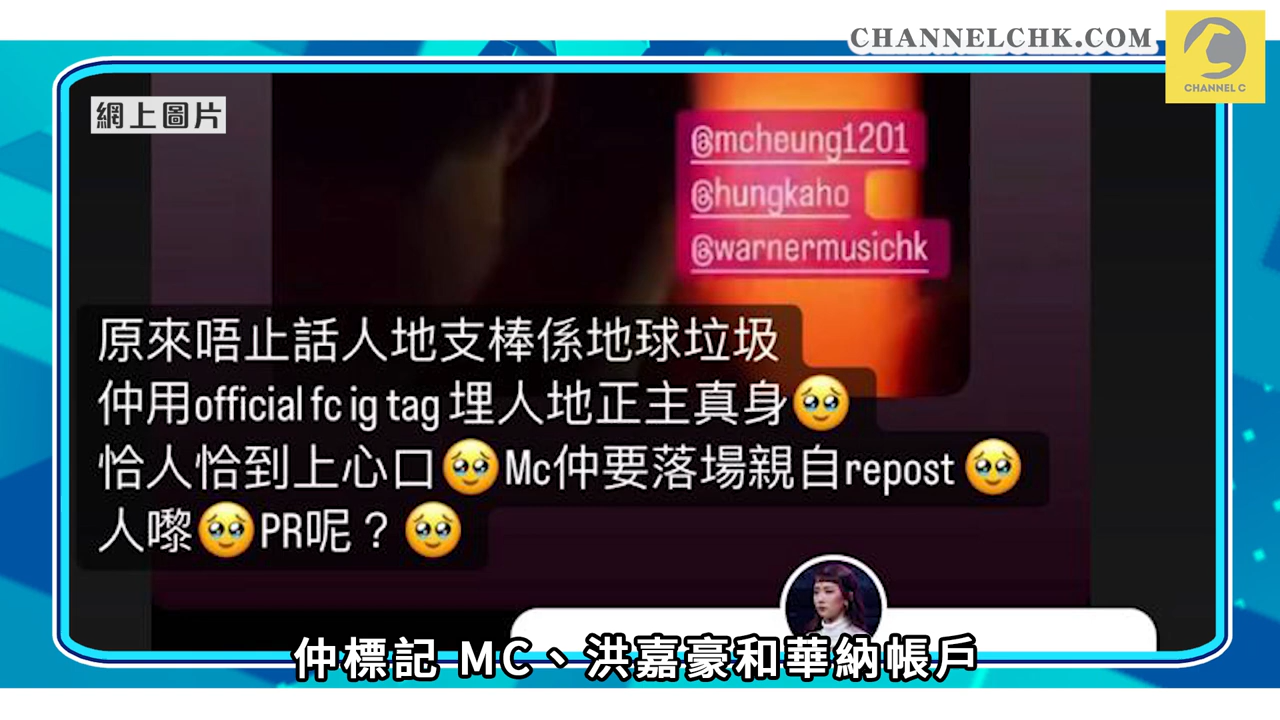 CHANNELCHK.COM
CHANNEL C
網上圖片
@mcheung1201
@hungkaho
@warnermusichk
原來唔止話人地支棒係地球垃圾
仲用official fc ig tag 埋人地正主真身🥹
恰人恰到上心口🥹Mc仲要落場親自repost🥹
人嚟🥹PR呢？🥹
仲標記 MC、洪嘉豪和華納帳戶